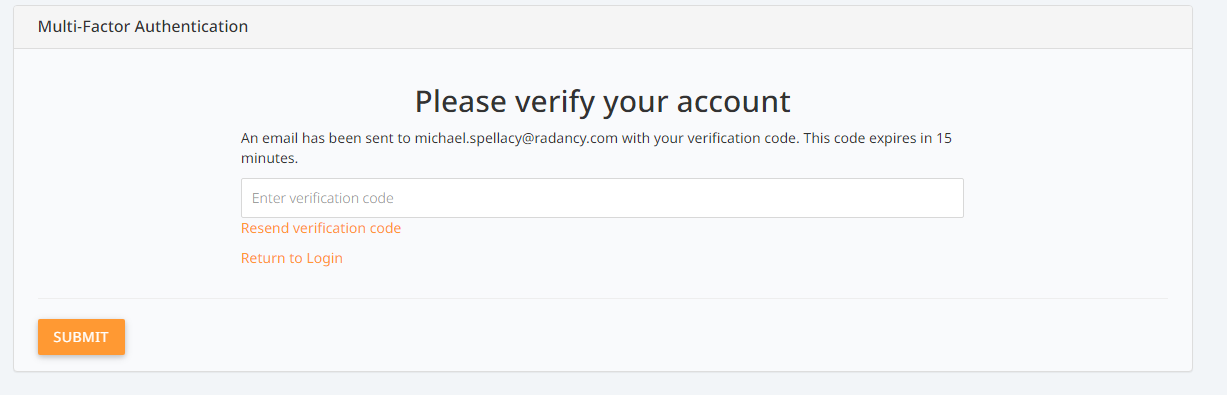 Multi-Factor Authentication
Please verify your account
An email has been sent to michael.spellacy@radancy.com with your verification code. This code expires in 15
minutes.
Enter verification code
Resend verification code
Return to Login
SUBMIT